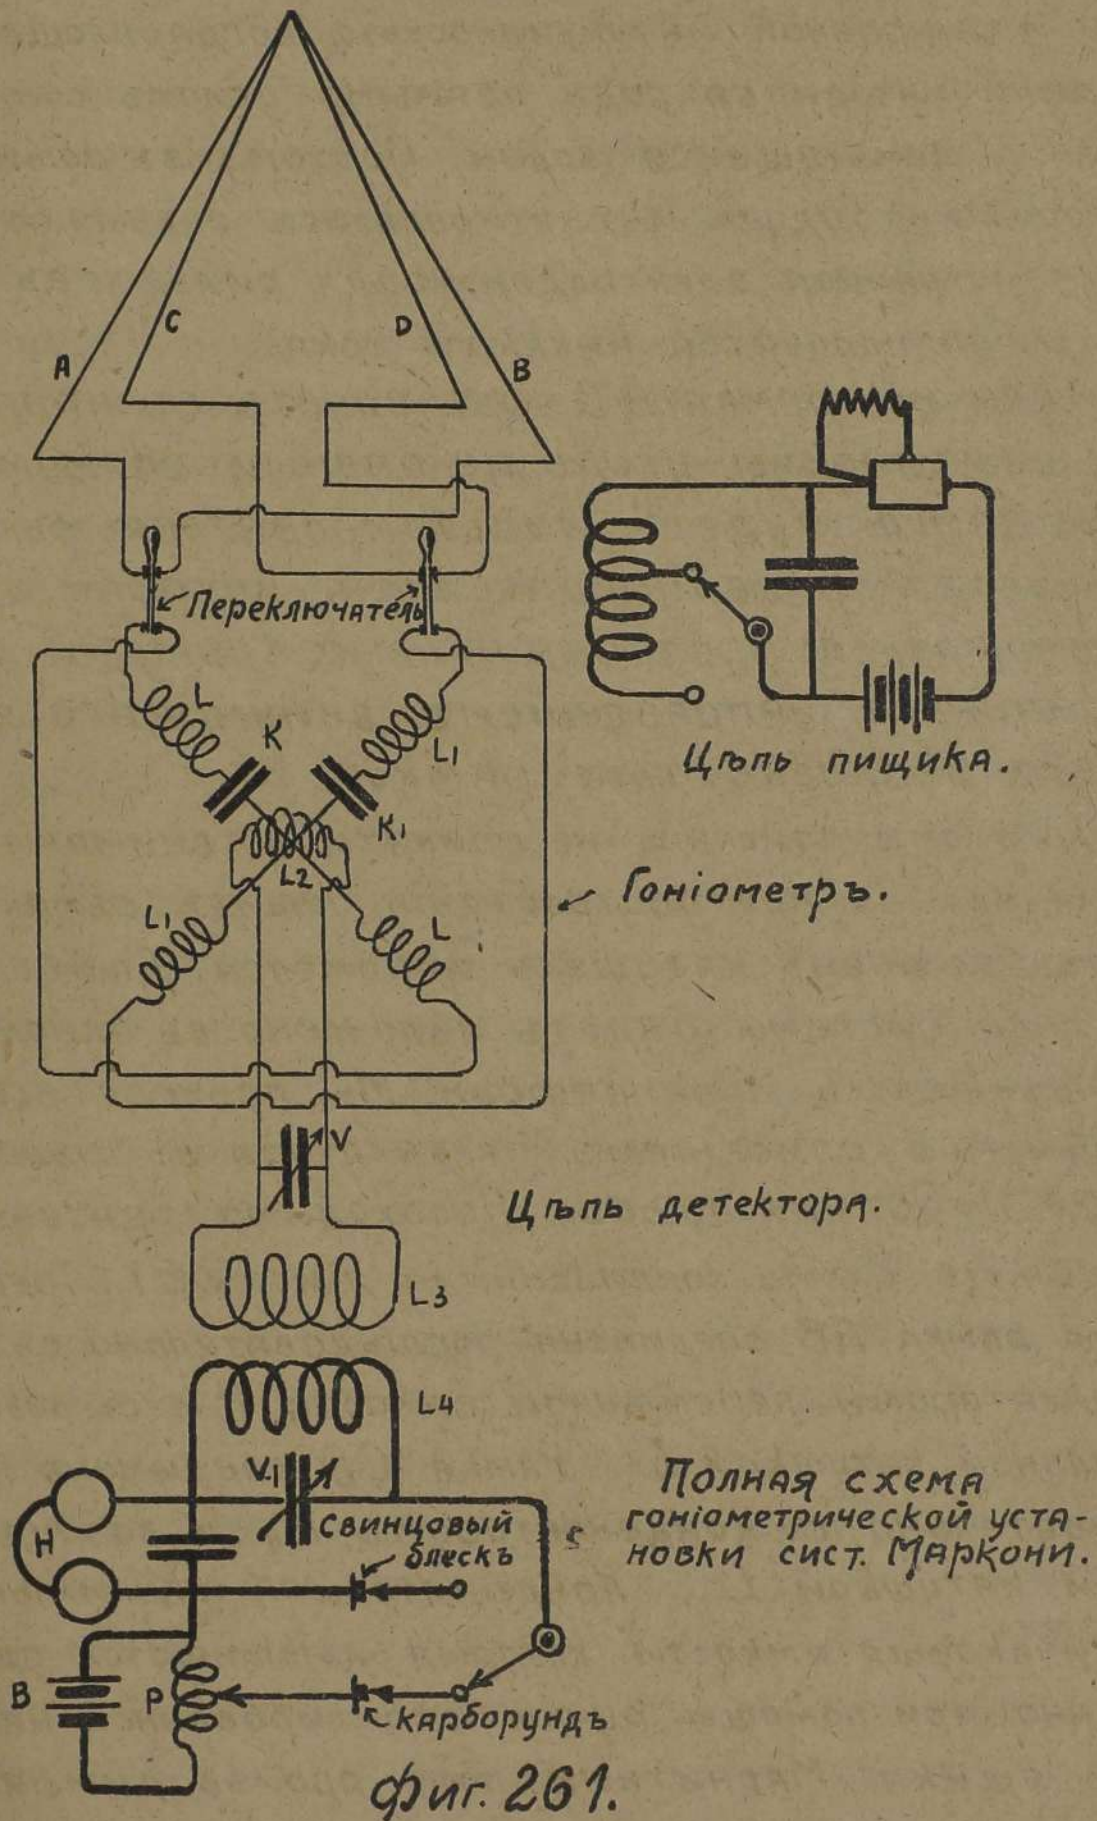 A
C
D
B
Переключатель
Цѣпь пищика.
L
K
L1
K1
L2
L1
L
Гоніометръ.
V
Цѣпь детектора.
L3
L4
V1
H
Свинцовый
блескъ
Полная схема
гоніометрической уста-
новки сист. Маркони.
B
P
карборундъ
Фиг. 261.